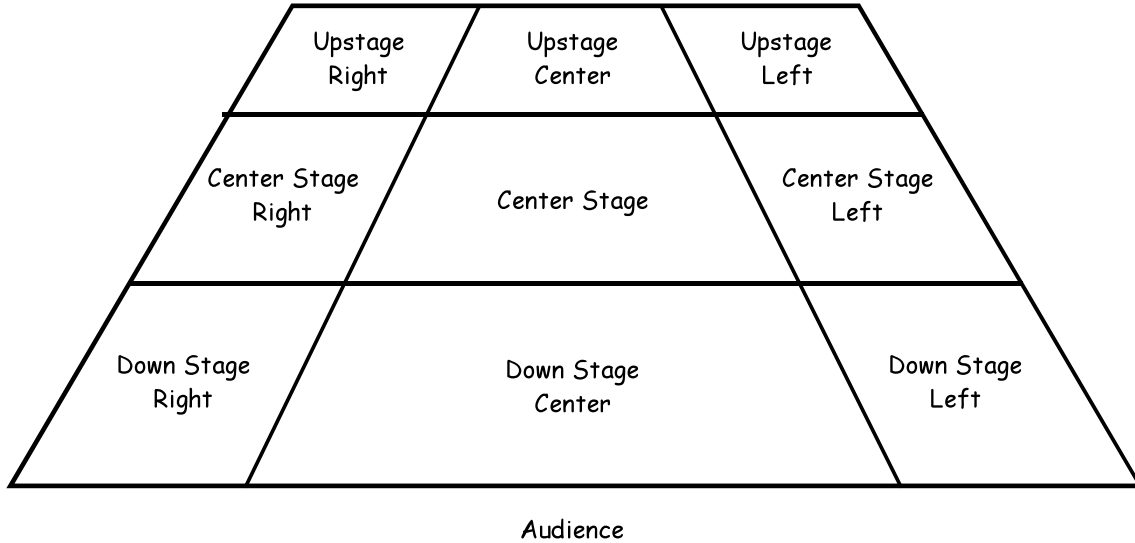 Upstage
Right
Upstage
Center
Upstage
Left
Center Stage
Right
Center Stage
Center Stage
Left
Down Stage
Right
Down Stage
Center
Down Stage
Left
Audience